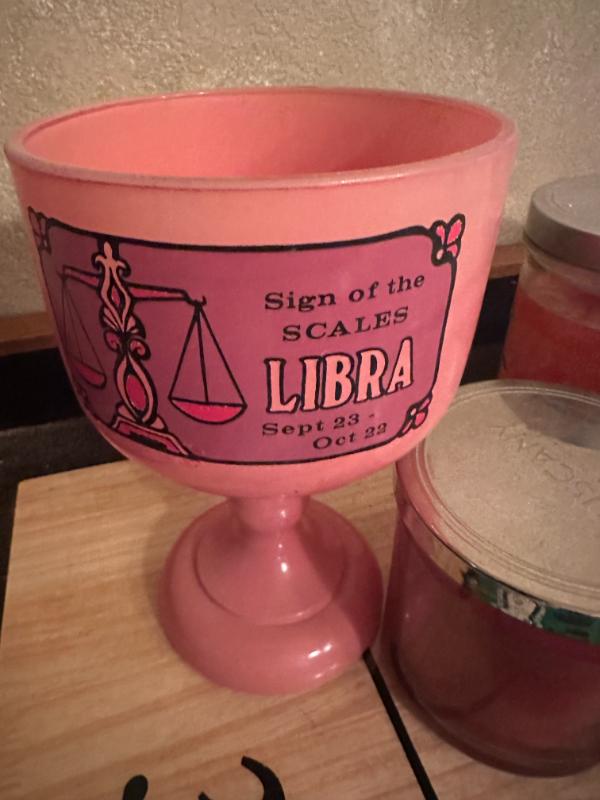 Sign of the
SCALES
LIBRA
Sept 23 -
Oct 22